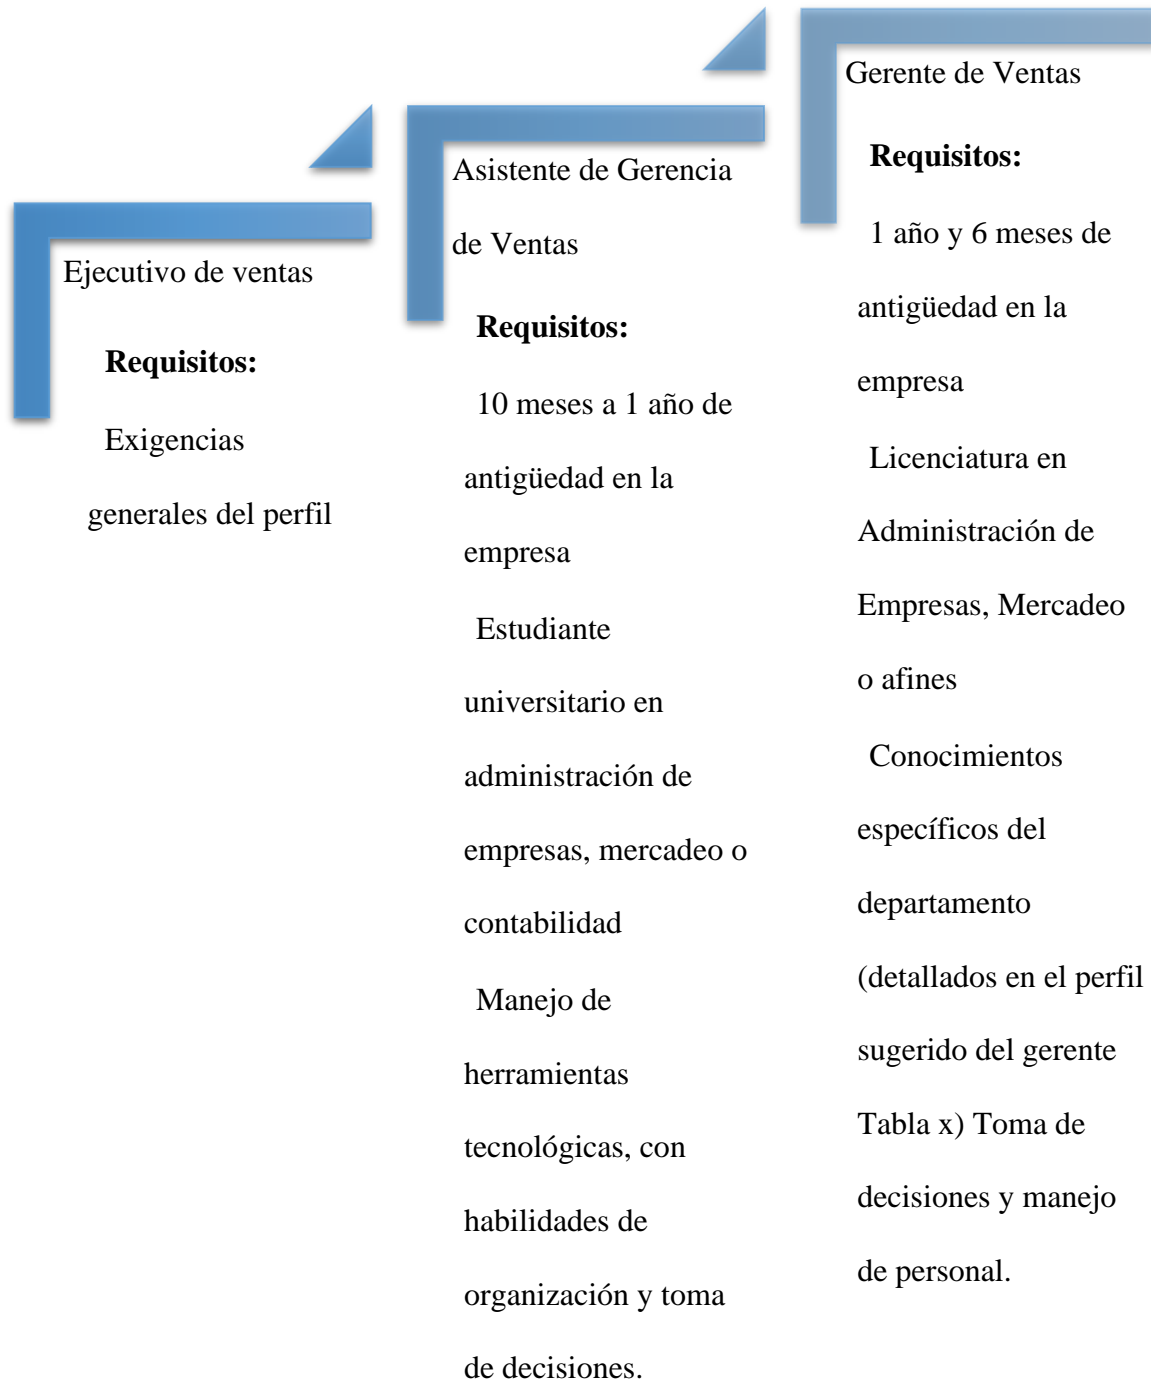 Ejecutivo de ventas
Requisitos:
Exigencias
generales del perfil
Asistente de Gerencia
de Ventas
Requisitos:
10 meses a 1 año de
antigüedad en la
empresa
Estudiante
universitario en
administración de
empresas, mercadeo o
contabilidad
Manejo de
herramientas
tecnológicas, con
habilidades de
organización y toma
de decisiones.
Gerente de Ventas
Requisitos:
1 año y 6 meses de
antigüedad en la
empresa
Licenciatura en
Administración de
Empresas, Mercadeo
o afines
Conocimientos
específicos del
departamento
(detallados en el perfil
sugerido del gerente
Tabla x) Toma de
decisiones y manejo
de personal.